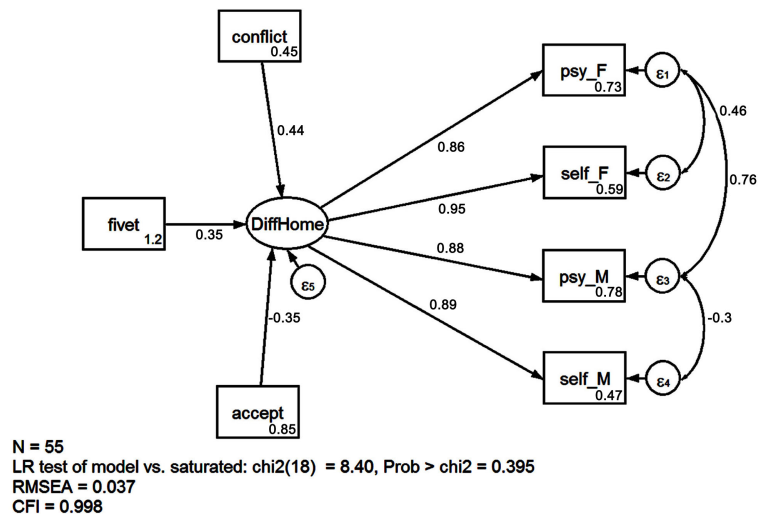 conflict
0.45
psy_F
0.73
ε1
0.46
0.44
0.86
0.76
self_F
0.59
ε2
fivet
1.2
0.35
DiffHome
0.95
0.88
psy_M
0.78
ε3
ε5
0.89
-0.35
-0.3
self_M
0.47
ε4
accept
0.85
N = 55
LR test of model vs. saturated: chi2(18) = 8.40, Prob > chi2 = 0.395
RMSEA = 0.037
CFI = 0.998